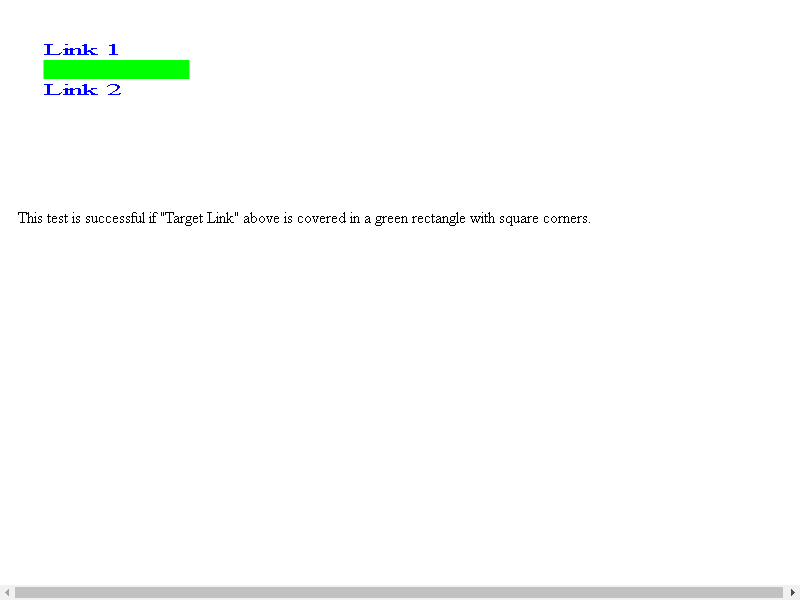 Link 1
Link 2
This test is successful if "Target Link" above is covered in a green rectangle with square corners.